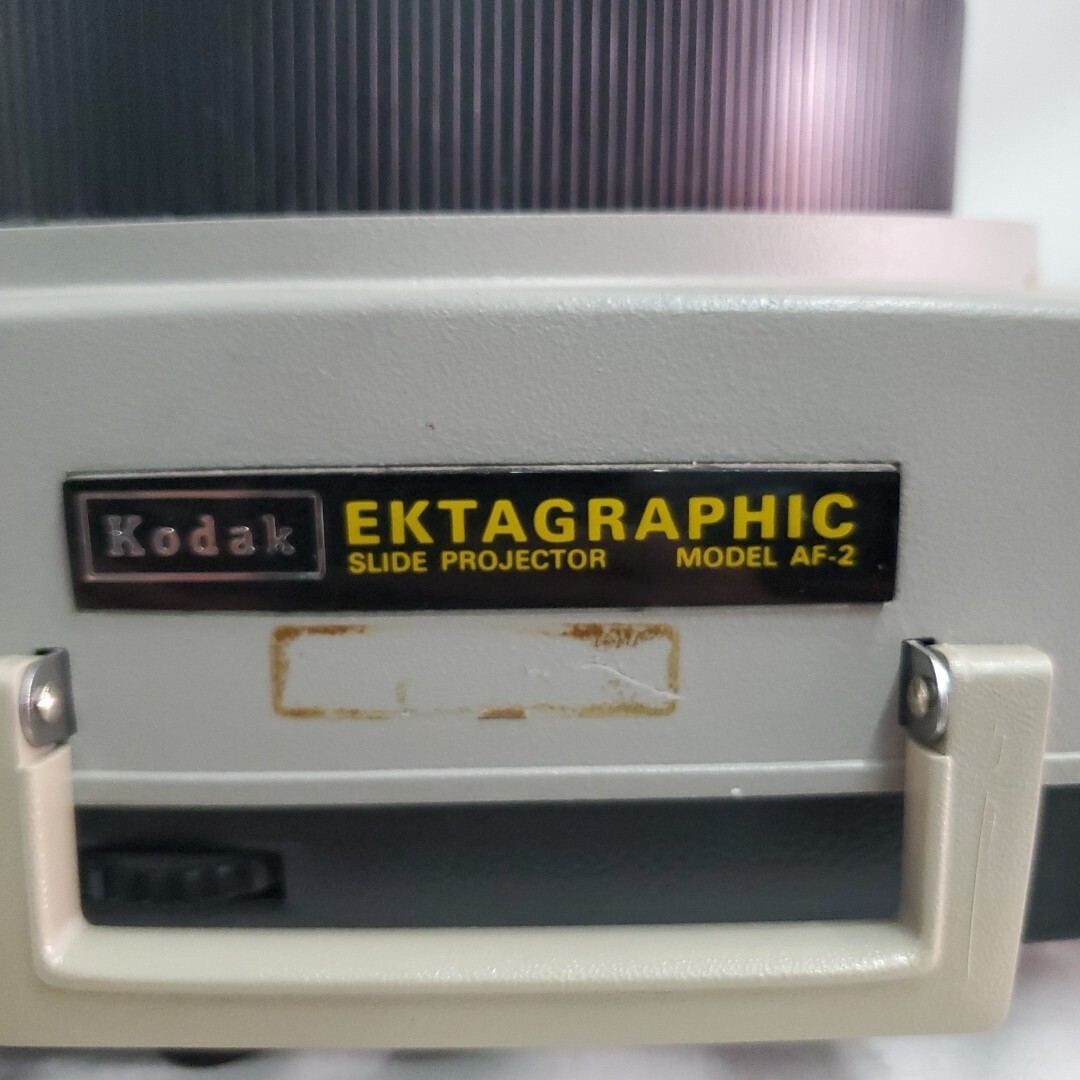 Kodak
EKTAGRAPHIC
SLIDE PROJECTOR MODEL AF-2